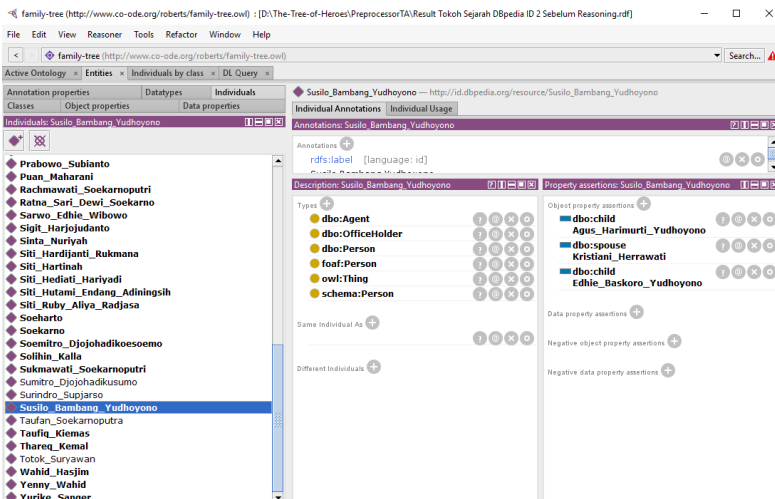 family-tree (http://www.co-ode.org/roberts/family-tree.owl) : [D:\The-Tree-of-Heroes\PreprocessorTA\Result Tokoh Sejarah DBpedia ID 2 Sebelum Reasoning.rdf]
File Edit View Reasoner Tools Refactor Window Help
< > family-tree (http://www.co-ode.org/roberts/family-tree.owl) Search...
Active Ontology × Entities × Individuals by class × DL Query ×
Annotation properties Datatypes Individuals
Classes Object properties Data properties
Individuals: Susilo_Bambang_Yudhoyono
Prabowo_Subianto
Puan_Maharani
Rachmawati_Soekarnoputri
Ratna_Sari_Dewi_Soekarno
Sarwo_Edhie_Wibowo
Sigit_Harjojudanto
Sinta_Nuriyah
Siti_Hardijanti_Rukmana
Siti_Hartinah
Siti_Hediati_Hariyadi
Siti_Hutami_Endang_Adiningsih
Siti_Ruby_Aliya_Radjasa
Soeharto
Soekarno
Soemitro_Djojohadikoesoemo
Solihin_Kalla
Sukmawati_Soekarnoputri
Sumitro_Djojohadikusumo
Surindro_Supjarso
Susilo_Bambang_Yudhoyono
Taufan_Soekarnoputra
Taufiq_Kiemas
Thareq_Kemal
Totok_Suryawan
Wahid_Hasjim
Yenny_Wahid
Yurike_Sanger
Susilo_Bambang_Yudhoyono — http://id.dbpedia.org/resource/Susilo_Bambang_Yudhoyono
Individual Annotations Individual Usage
Annotations: Susilo_Bambang_Yudhoyono
Annotations
rdfs:label [language: id]
Susilo Bambang Yudhoyono
Description: Susilo_Bambang_Yudhoyono
Types
dbo:Agent
dbo:OfficeHolder
dbo:Person
foaf:Person
owl:Thing
schema:Person
Same Individual As
Different Individuals
Property assertions: Susilo_Bambang_Yudhoyono
Object property assertions
dbo:child
Agus_Harimurti_Yudhoyono
dbo:spouse
Kristiani_Herrawati
dbo:child
Edhie_Baskoro_Yudhoyono
Data property assertions
Negative object property assertions
Negative data property assertions